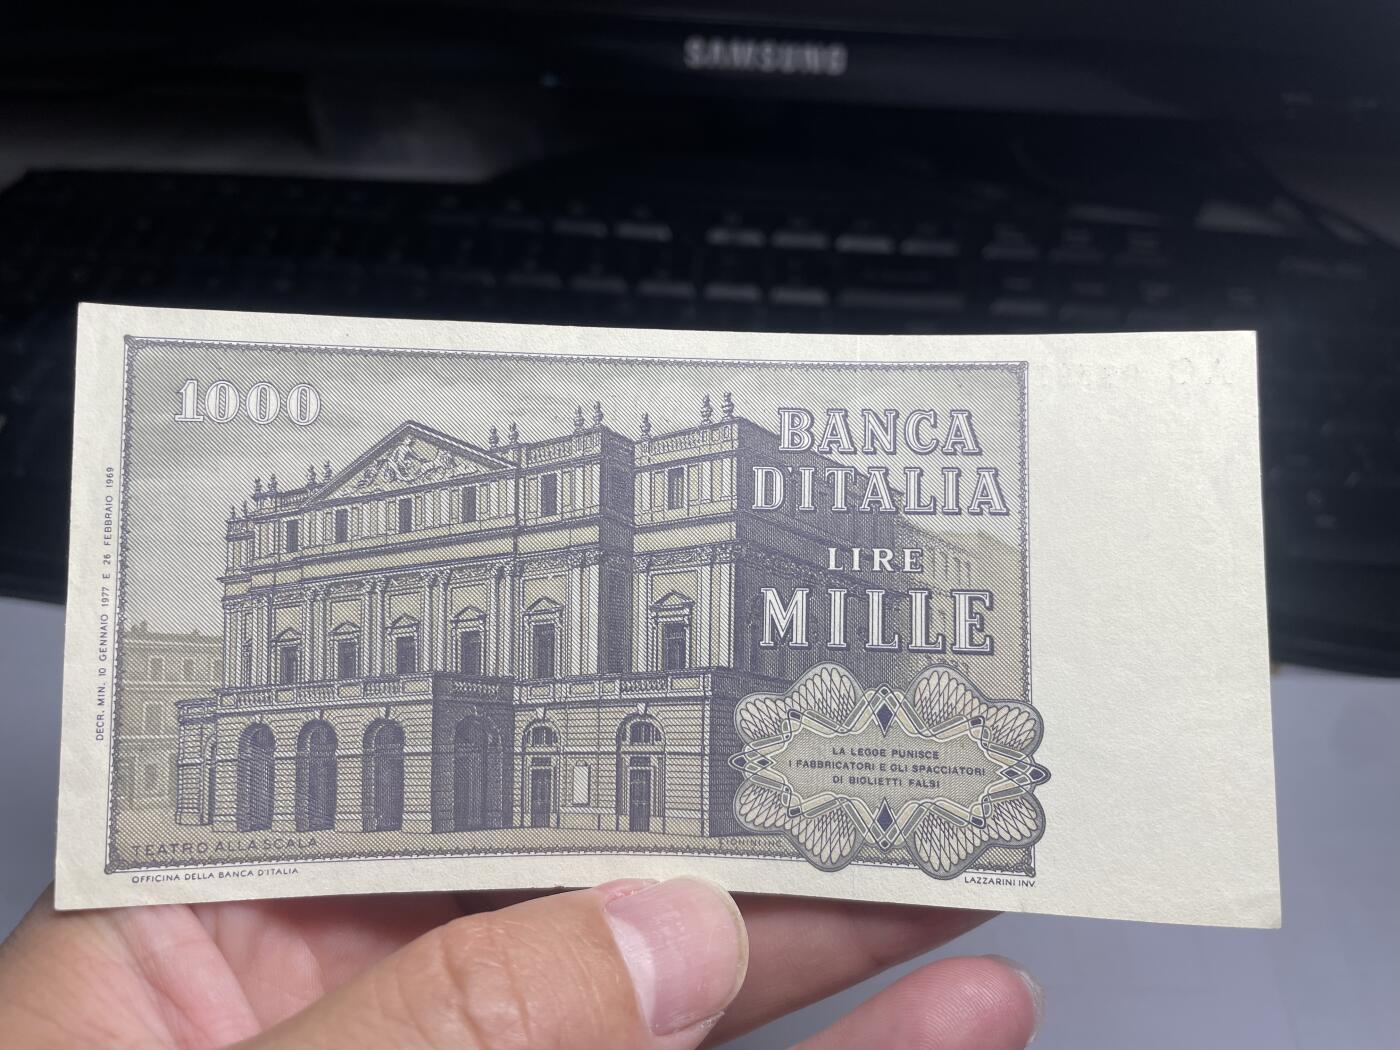 SAMSUNG
1000
BANCA
D'ITALIA
LIRE
MILLE
DECR. MIN. 10 GENNAIO 1977 E 26 FEBBRAIO 1969
LA LEGGE PUNISCE
I FABBRICATORI E GLI SPACCIATORI
DI BIGLIETTI FALSI
TEATRO ALLA SCALA
OFFICINA DELLA BANCA D'ITALIA
LAZZARINI INV.